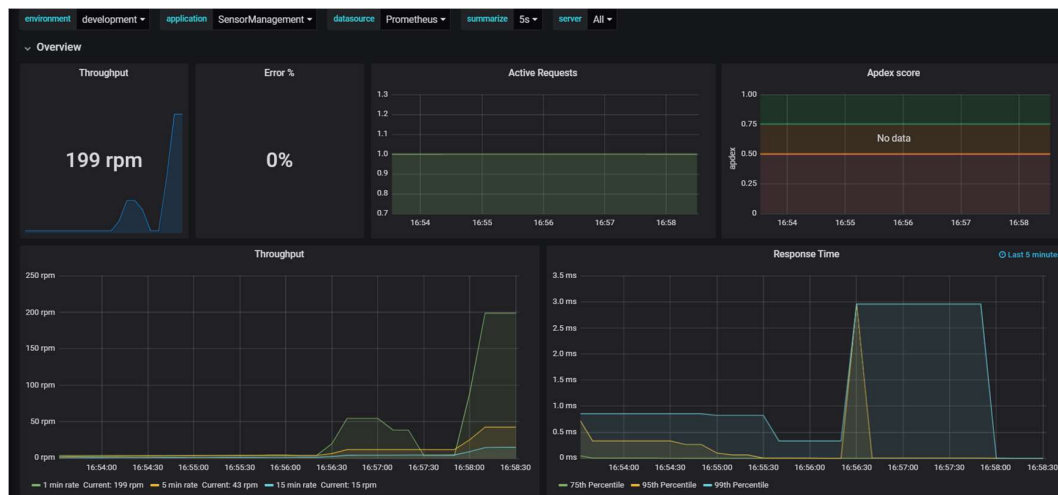 environment development application SensorManagement datasource Prometheus summarize 5s server All
Overview
Throughput
199 rpm
Error %
0%
Active Requests
1.3
1.2
1.1
1.0
0.9
0.8
0.7
16:54 16:55 16:56 16:57 16:58
Apdex score
apdex
1.00
0.75
0.50
0.25
0
No data
16:54 16:55 16:56 16:57 16:58
Throughput
250 rpm
200 rpm
150 rpm
100 rpm
50 rpm
0 rpm
16:54:00 16:54:30 16:55:00 16:55:30 16:56:00 16:56:30 16:57:00 16:57:30 16:58:00 16:58:30
1 min rate Current: 199 rpm 5 min rate Current: 43 rpm 15 min rate Current: 15 rpm
Response Time
Last 5 minute
3.5 ms
3.0 ms
2.5 ms
2.0 ms
1.5 ms
1.0 ms
0.5 ms
0 ms
16:54:00 16:54:30 16:55:00 16:55:30 16:56:00 16:56:30 16:57:00 16:57:30 16:58:00 16:58:30
75th Percentile 95th Percentile 99th Percentile